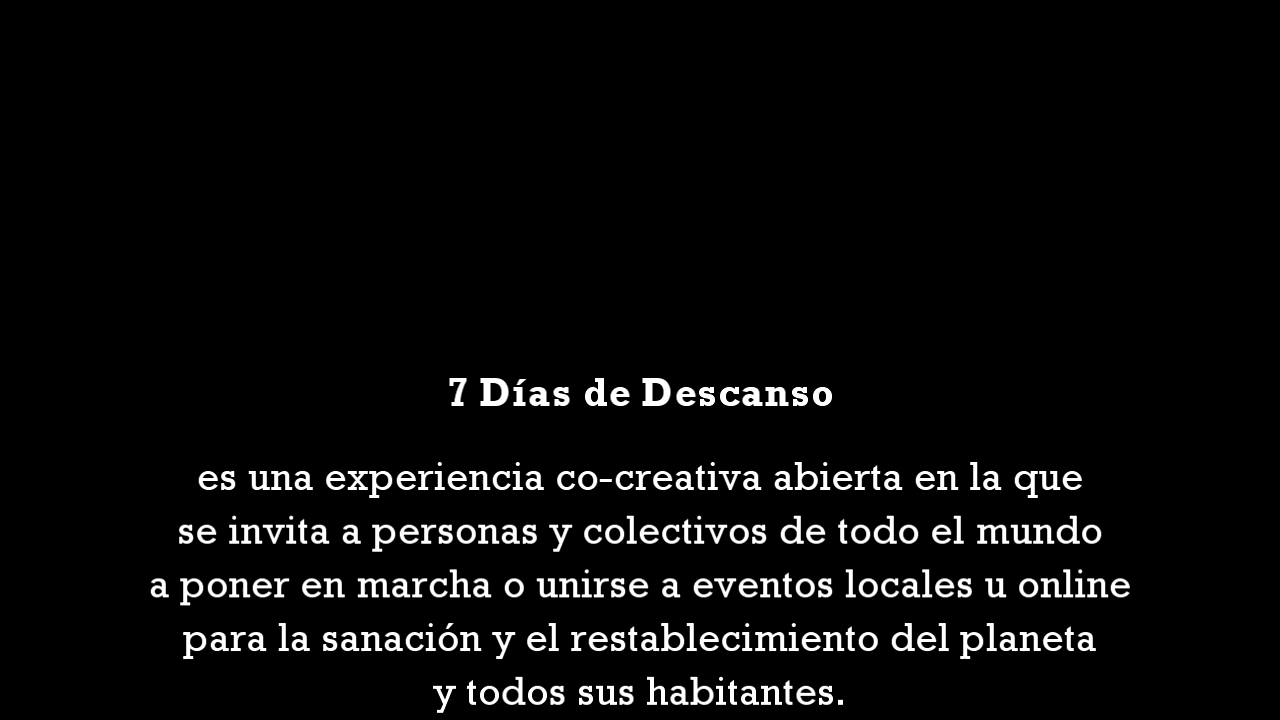 7 Días de Descanso
es una experiencia co-creativa abierta en la que
se invita a personas y colectivos de todo el mundo
a poner en marcha o unirse a eventos locales u online
para la sanación y el restablecimiento del planeta
y todos sus habitantes.